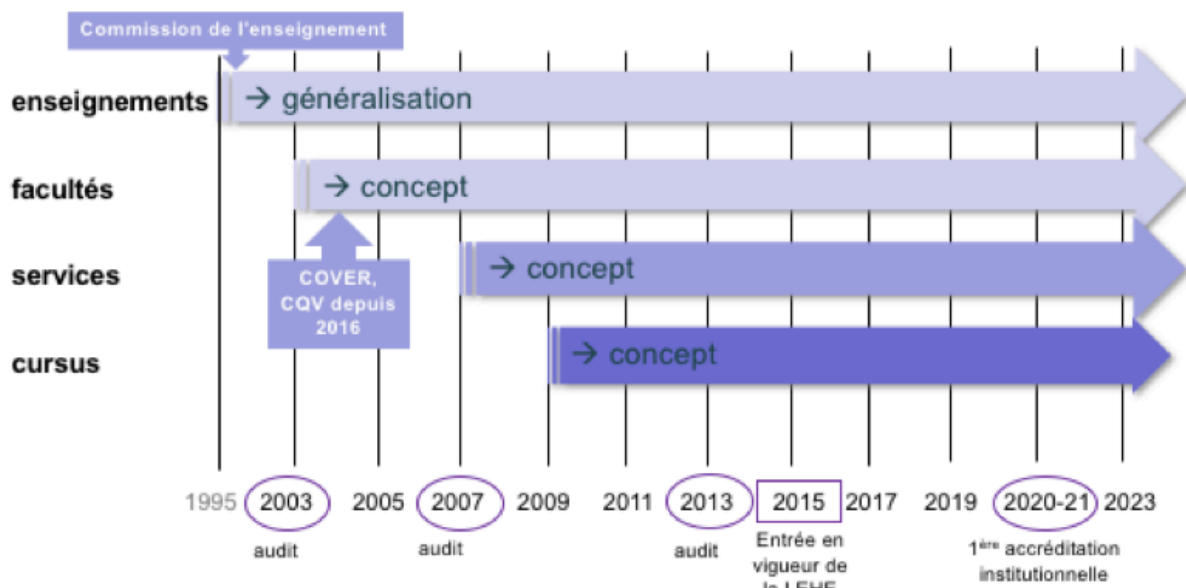 Commission de l'enseignement
enseignements
→ généralisation
facultés
→ concept
services
→ concept
COVER,
CQV depuis
2016
cursus
→ concept
1995 2003 2005 2007 2009 2011 2013 2015 2017 2019 2020-21 2023
audit
audit
audit
Entrée en
vigueur de
1ère accréditation
institutionnelle